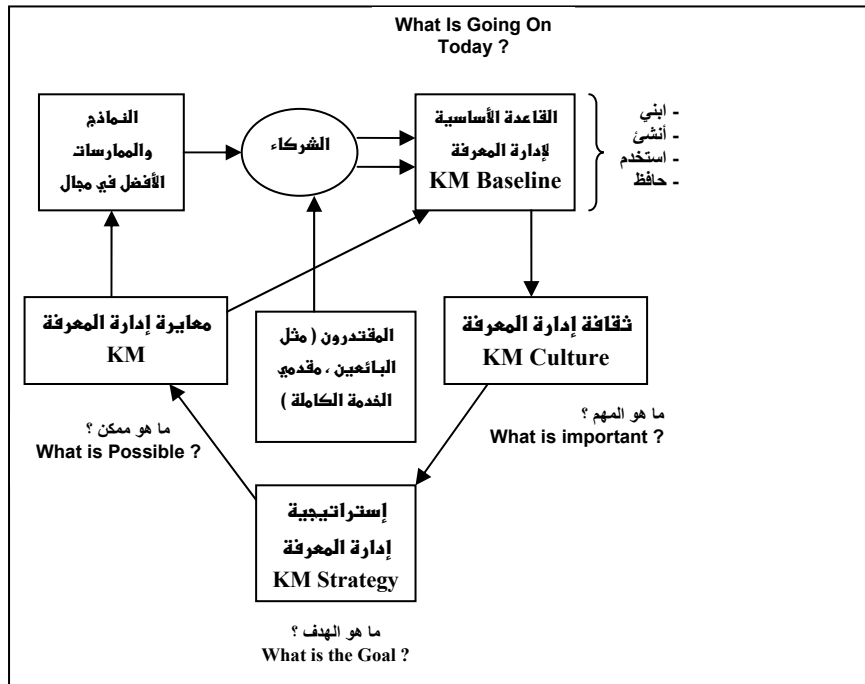 What Is Going On
Today ?
النماذج
والممارسات
الأفضل في مجال
الشركاء
القاعدة الأساسية
لإدارة المعرفة
KM Baseline
- ابني
- أنشئ
- استخدم
- حافظ
معايرة إدارة المعرفة
KM
المقتدرون ( مثل
البائعين ، مقدمي
الخدمة الكاملة )
ثقافة إدارة المعرفة
KM Culture
ما هو ممكن ؟
What is Possible ?
ما هو المهم ؟
What is important ?
إستراتيجية
إدارة المعرفة
KM Strategy
ما هو الهدف ؟
What is the Goal ?